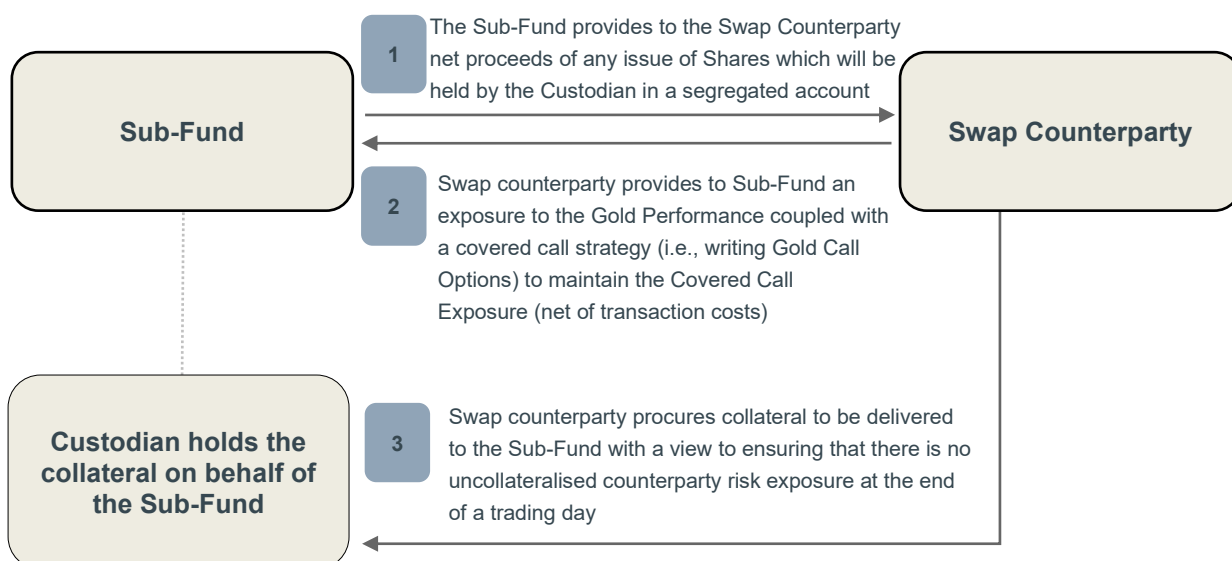 1
The Sub-Fund provides to the Swap Counterparty
net proceeds of any issue of Shares which will be
held by the Custodian in a segregated account
Sub-Fund
Swap Counterparty
2
Swap counterparty provides to Sub-Fund an
exposure to the Gold Performance coupled with
a covered call strategy (i.e., writing Gold Call
Options) to maintain the Covered Call
Exposure (net of transaction costs)
Custodian holds the
collateral on behalf of
the Sub-Fund
3
Swap counterparty procures collateral to be delivered
to the Sub-Fund with a view to ensuring that there is no
uncollateralised counterparty risk exposure at the end
of a trading day